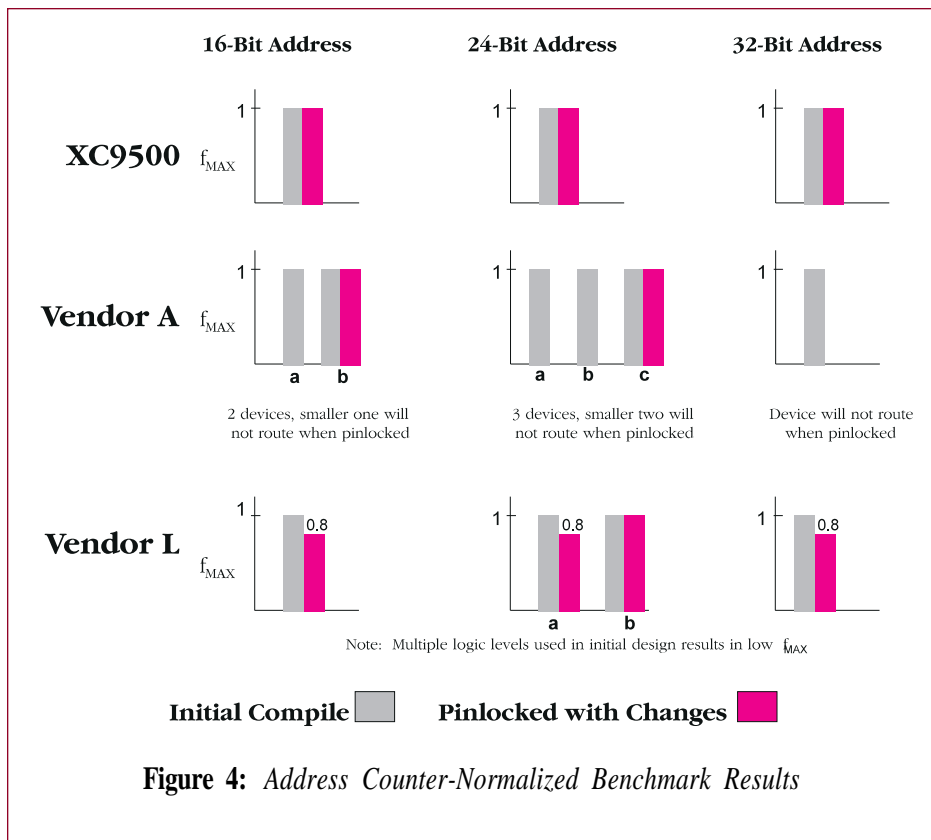 16-Bit Address 24-Bit Address 32-Bit Address
1 1 1
XC9500 fMAX
1 1 1
Vendor A fMAX
a b a b c
2 devices, smaller one will
not route when pinlocked
3 devices, smaller two will
not route when pinlocked
Device will not route
when pinlocked
1 0.8 1 0.8 1 0.8
Vendor L fMAX
a b
Note: Multiple logic levels used in initial design results in low fMAX
Initial Compile Pinlocked with Changes
Figure 4: Address Counter-Normalized Benchmark Results